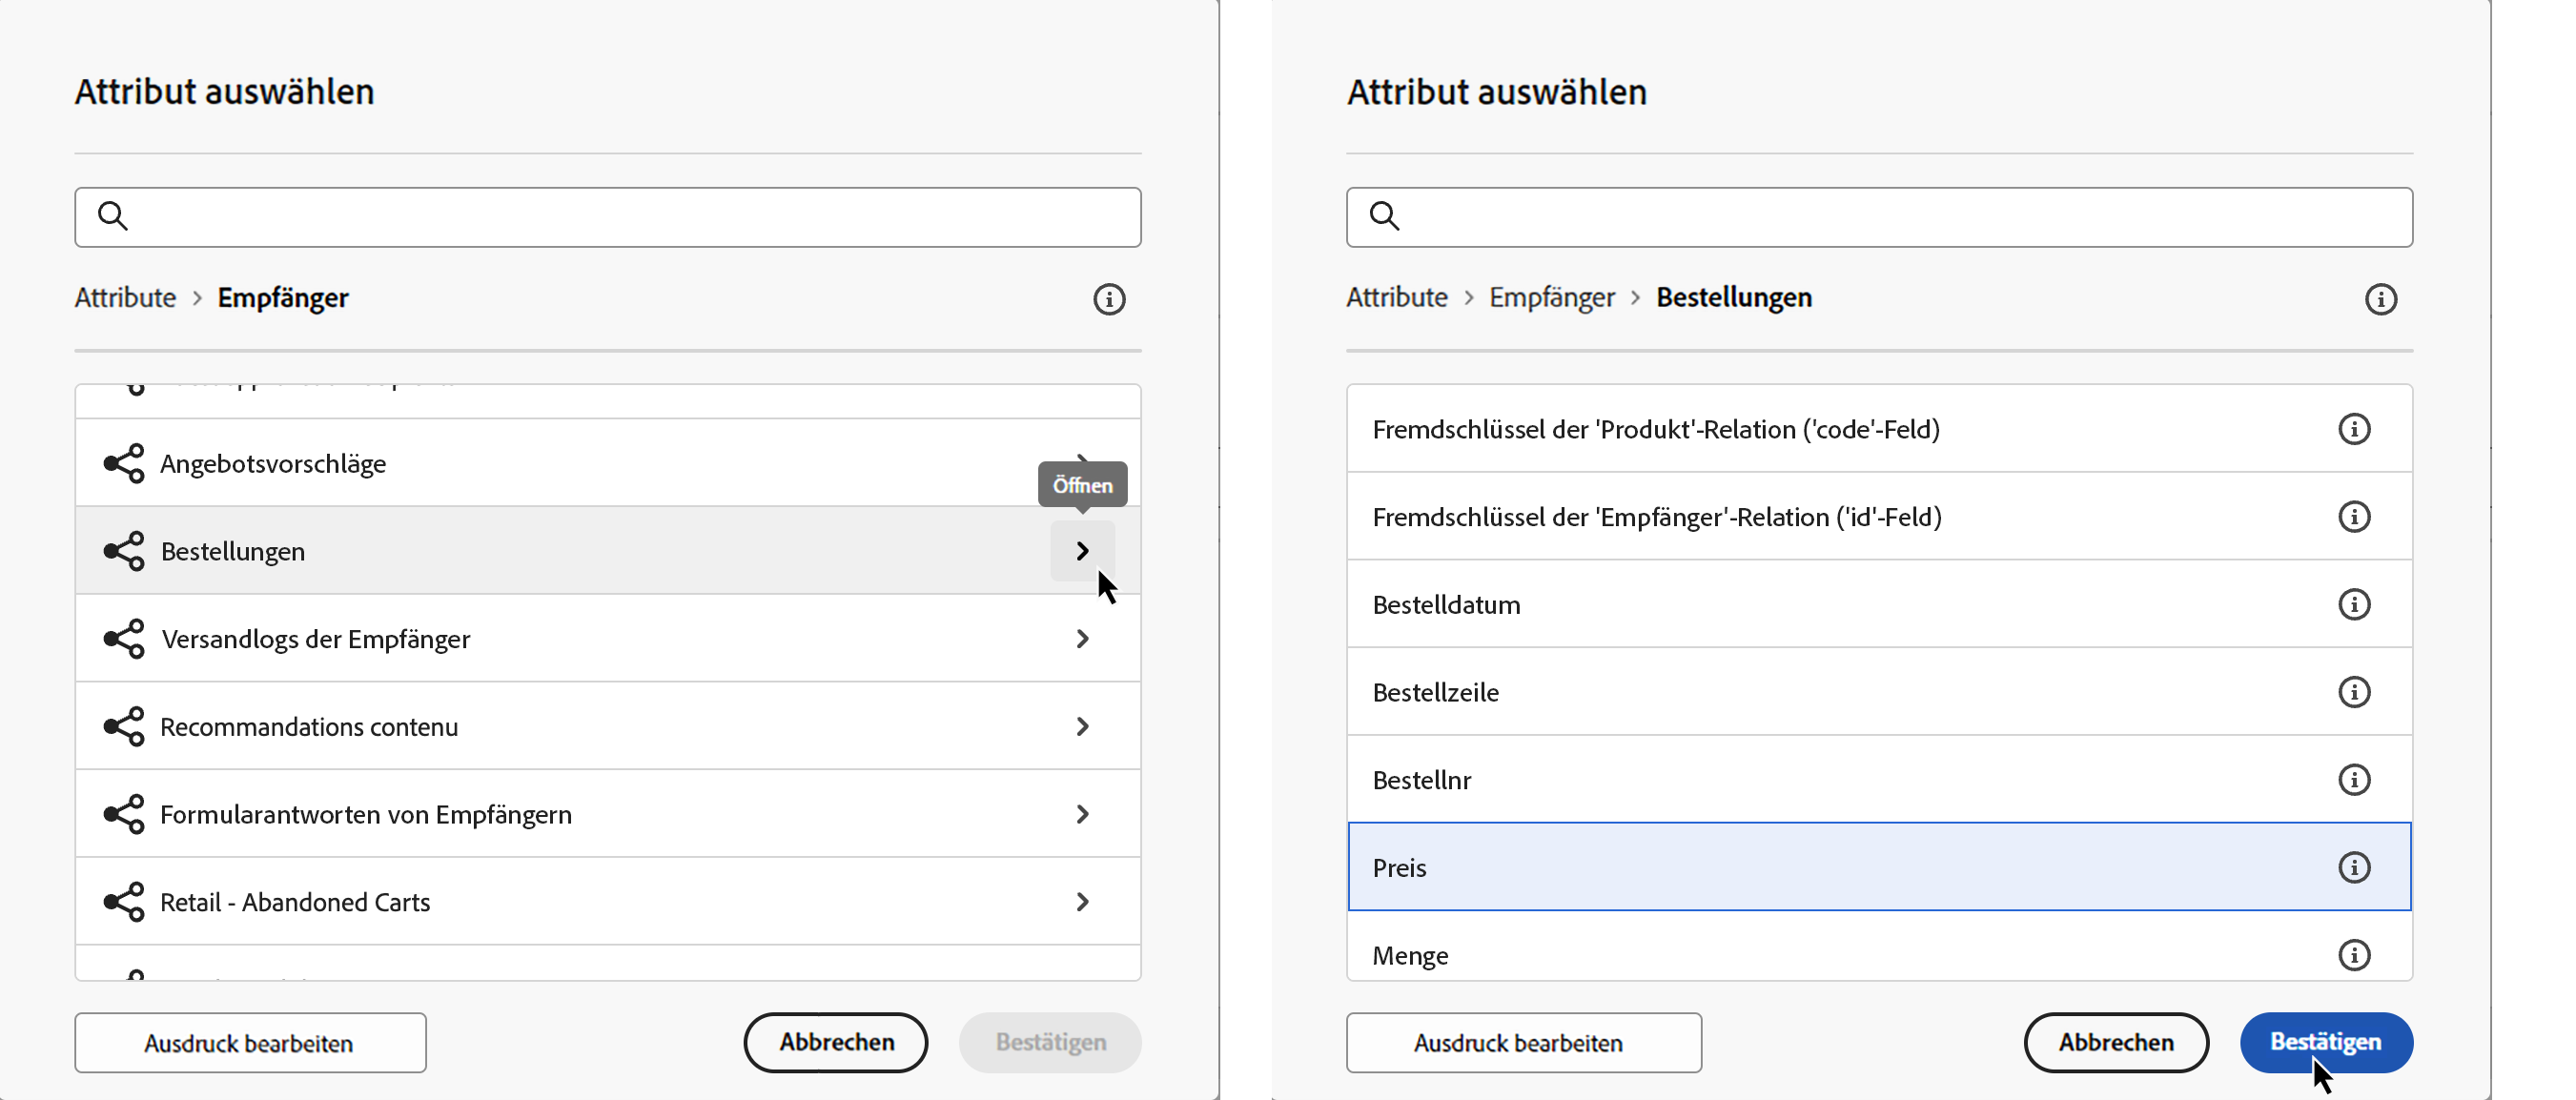 Attribut auswählen
Attribute > Empfänger
Angebotsvorschläge
Öffnen
Bestellungen
Versandlogs der Empfänger
Recommandations contenu
Formularantworten von Empfängern
Retail - Abandoned Carts
Ausdruck bearbeiten
Abbrechen
Bestätigen
Attribut auswählen
Attribute > Empfänger > Bestellungen
Fremdschlüssel der 'Produkt'-Relation ('code'-Feld)
Fremdschlüssel der 'Empfänger'-Relation ('id'-Feld)
Bestelldatum
Bestellzeile
Bestellnr
Preis
Menge
Ausdruck bearbeiten
Abbrechen
Bestätigen